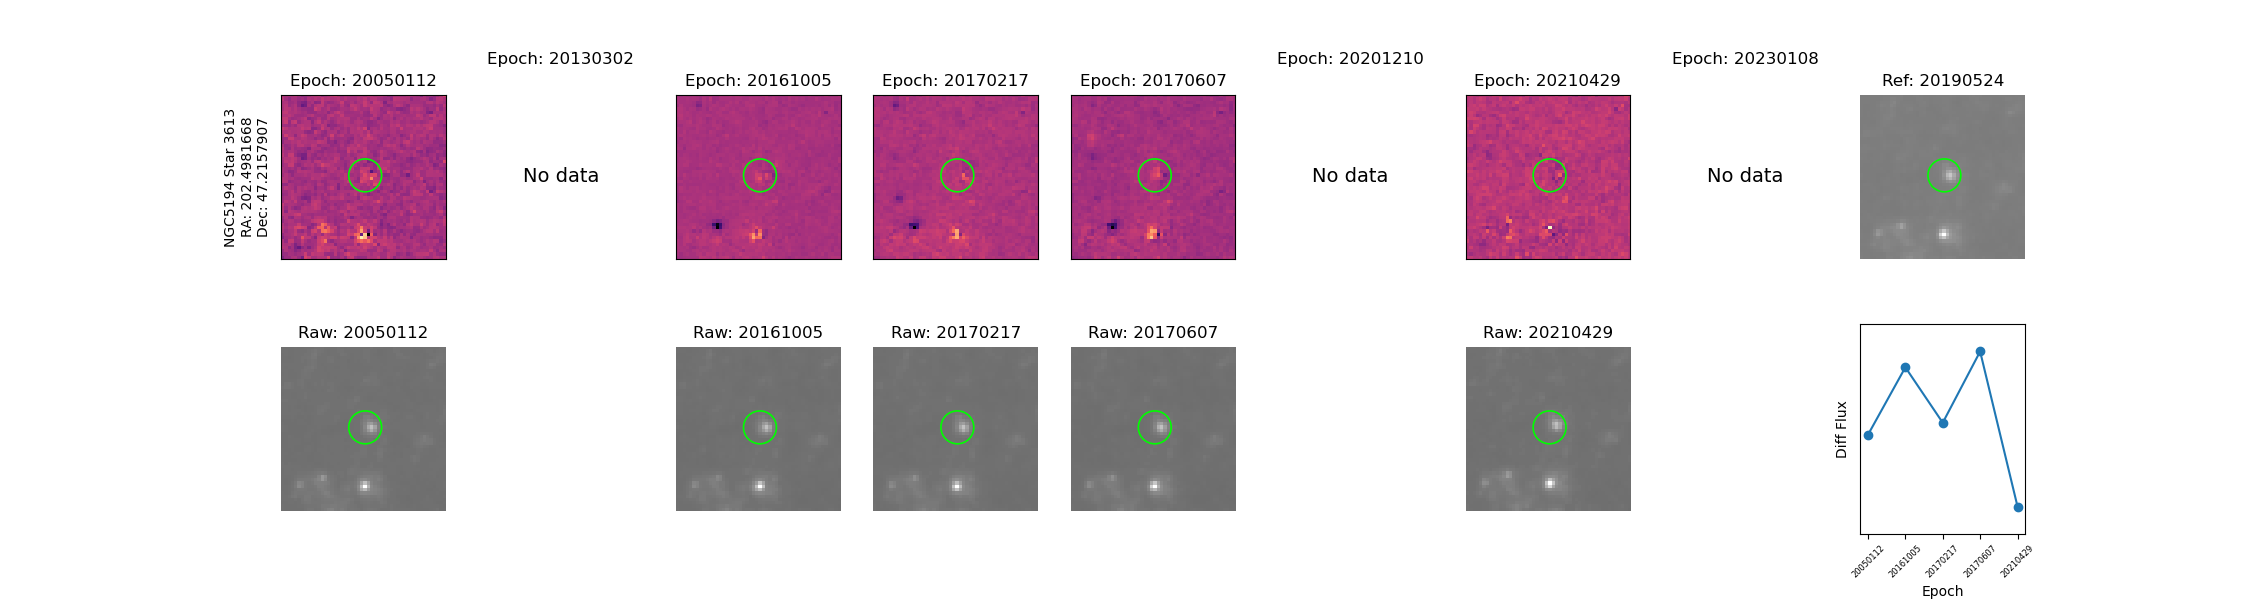 Epoch: 20050112
Epoch: 20130302
Epoch: 20161005
Epoch: 20170217
Epoch: 20170607
Epoch: 20201210
Epoch: 20210429
Epoch: 20230108
Ref: 20190524
NGC5194 Star 3613
RA: 202.4981668
Dec: 47.2157907
No data
No data
No data
Raw: 20050112
Raw: 20161005
Raw: 20170217
Raw: 20170607
Raw: 20210429
Diff Flux
20050112
20161005
20170217
20170607
20210429
Epoch